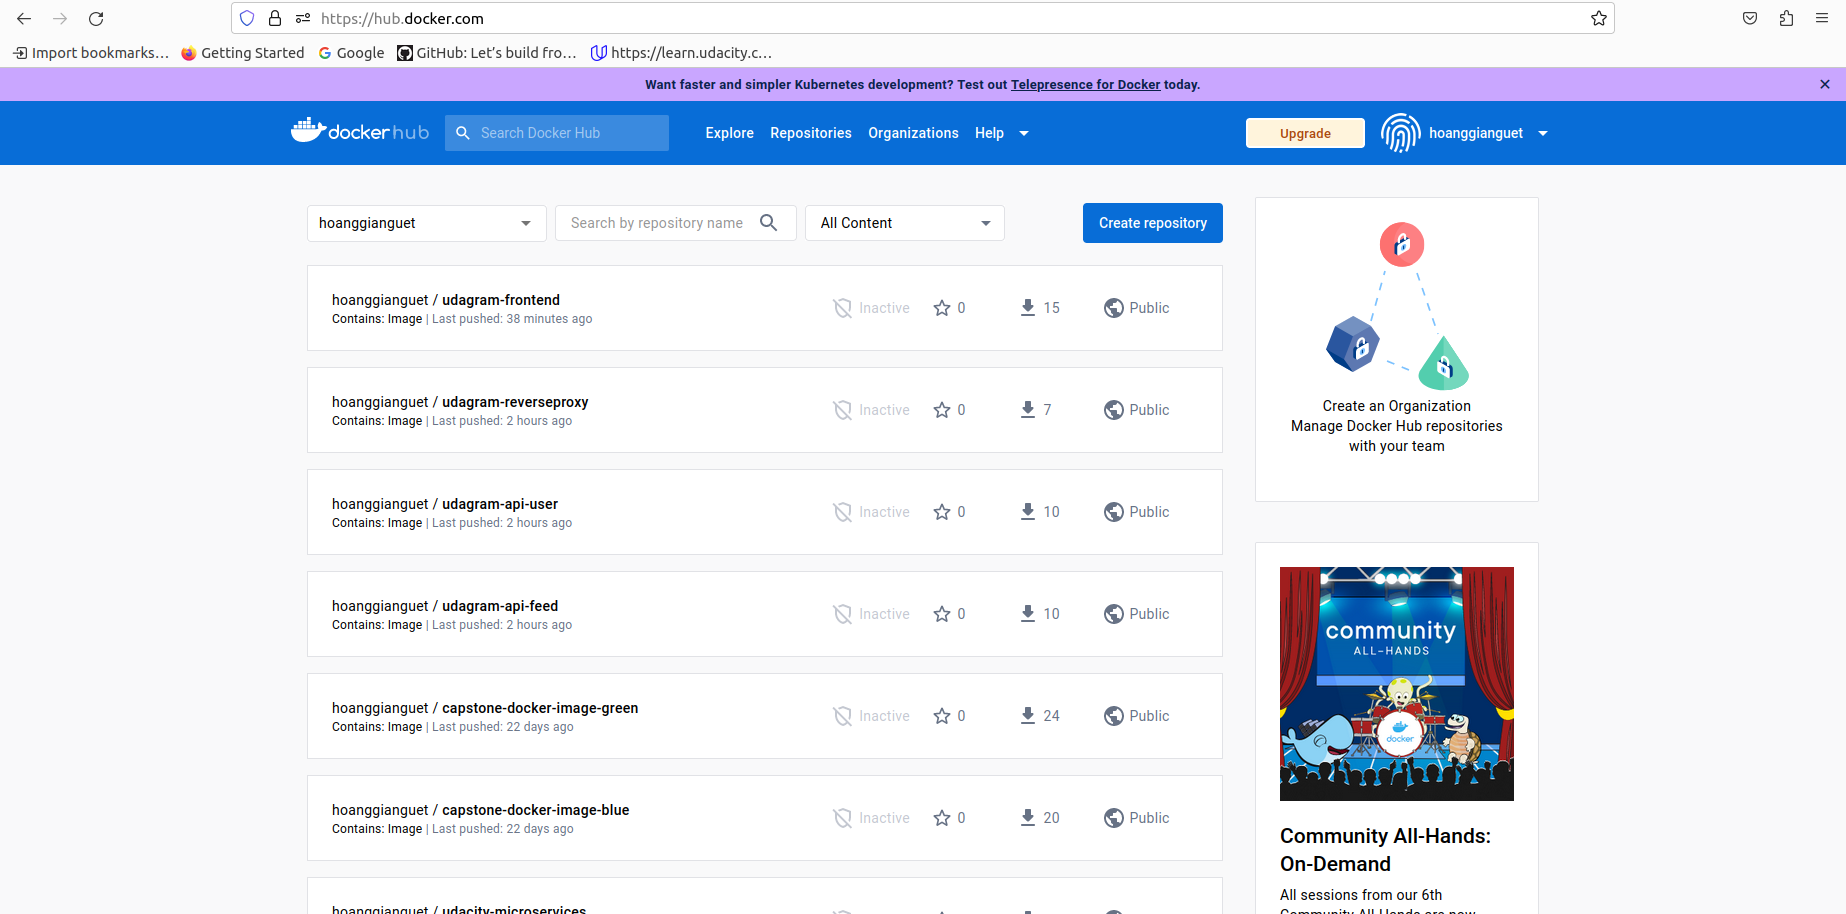 https://hub.docker.com
Import bookmarks...
Getting Started
Google
GitHub: Let's build fro...
https://learn.udacity.c...
Want faster and simpler Kubernetes development? Test out Telepresence for Docker today.
dockerhub
Search Docker Hub
Explore
Repositories
Organizations
Help
Upgrade
hoanggianguet
hoanggianguet
Search by repository name
All Content
Create repository
hoanggianguet / udagram-frontend
Contains: Image | Last pushed: 38 minutes ago
Inactive
0
15
Public
hoanggianguet / udagram-reverseproxy
Contains: Image | Last pushed: 2 hours ago
Inactive
0
7
Public
hoanggianguet / udagram-api-user
Contains: Image | Last pushed: 2 hours ago
Inactive
0
10
Public
hoanggianguet / udagram-api-feed
Contains: Image | Last pushed: 2 hours ago
Inactive
0
10
Public
hoanggianguet / capstone-docker-image-green
Contains: Image | Last pushed: 22 days ago
Inactive
0
24
Public
hoanggianguet / capstone-docker-image-blue
Contains: Image | Last pushed: 22 days ago
Inactive
0
20
Public
hoanggianguet / udacity-microservices
Create an Organization
Manage Docker Hub repositories
with your team
community
ALL-HANDS
docker
Community All-Hands:
On-Demand
All sessions from our 6th
Community All-Hands are now